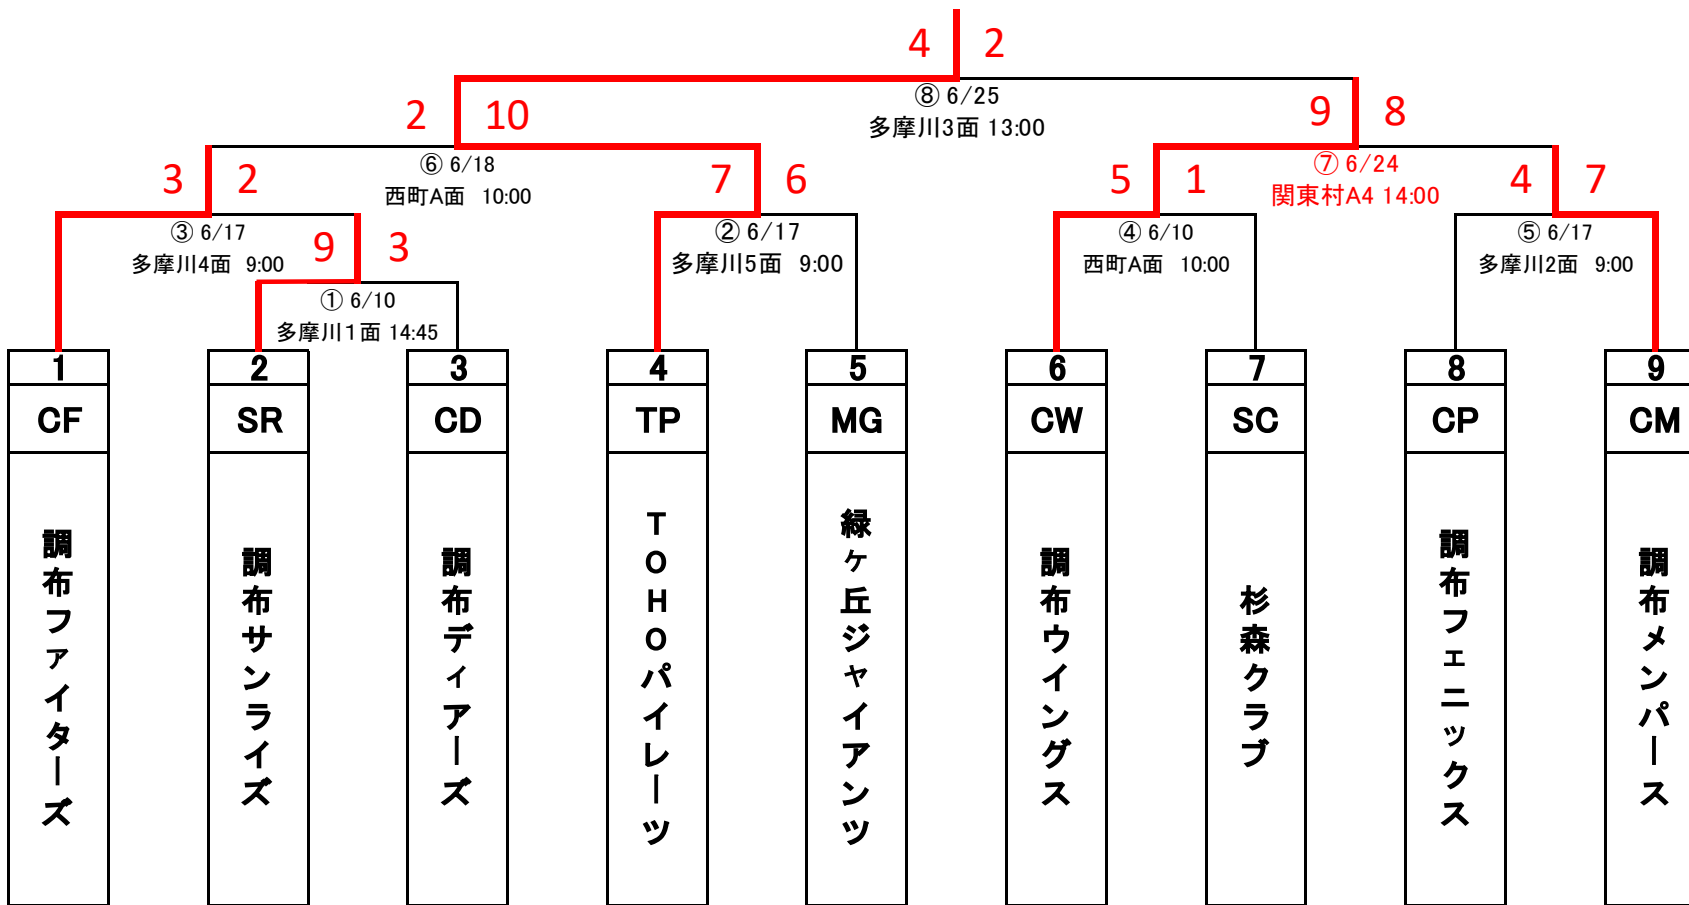 4 2
⑧ 6/25
多摩川3面 13:00
2 10
9 8
⑥ 6/18
西町A面 10:00
⑦ 6/24
関東村A4 14:00
3 2
7 6
5 1
4 7
③ 6/17
多摩川4面 9:00
② 6/17
多摩川5面 9:00
④ 6/10
西町A面 10:00
⑤ 6/17
多摩川2面 9:00
9 3
① 6/10
多摩川1面 14:45
1 2 3 4 5 6 7 8 9
CF SR CD TP MG CW SC CP CM
調布ファイターズ
調布サンライズ
調布ディアーズ
TOHOパイレーツ
緑ヶ丘ジャイアンツ
調布ウイングス
杉森クラブ
調布フェニックス
調布メンパース